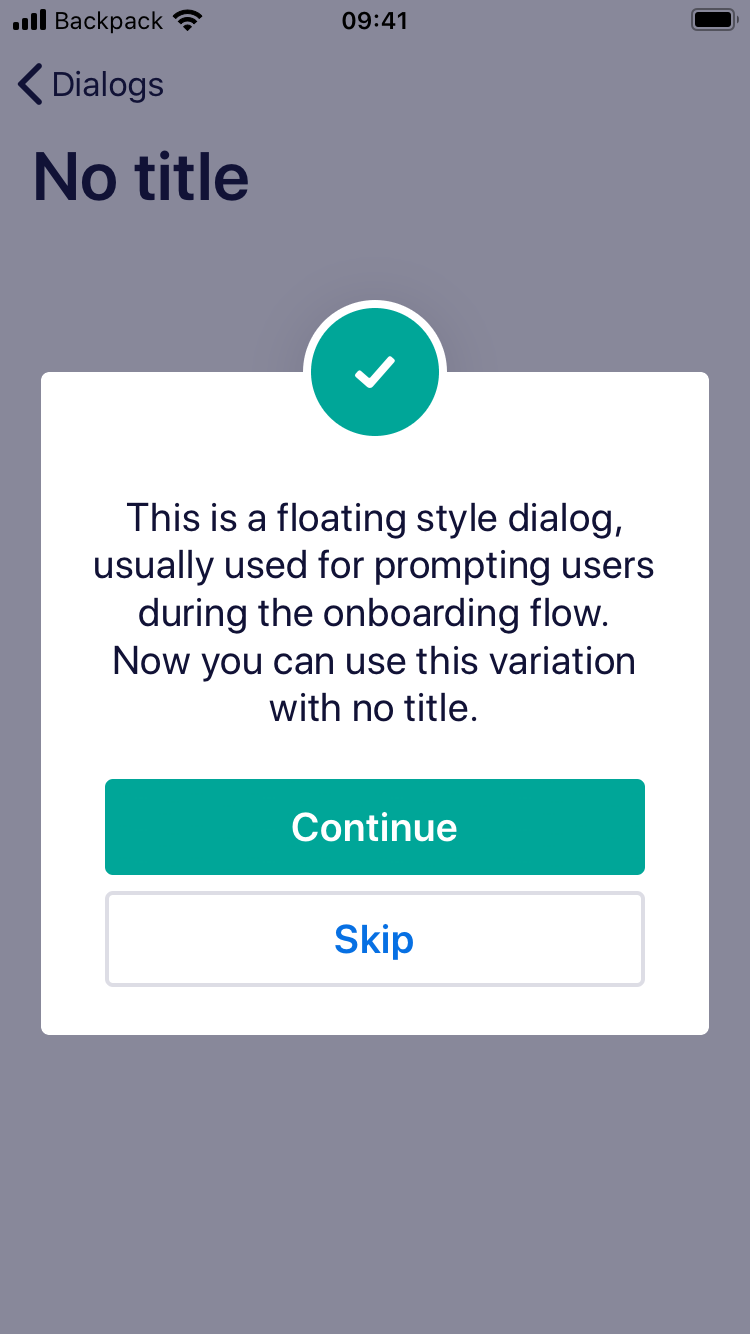 Backpack 09:41
Dialogs
No title
This is a floating style dialog,
usually used for prompting users
during the onboarding flow.
Now you can use this variation
with no title.
Continue
Skip